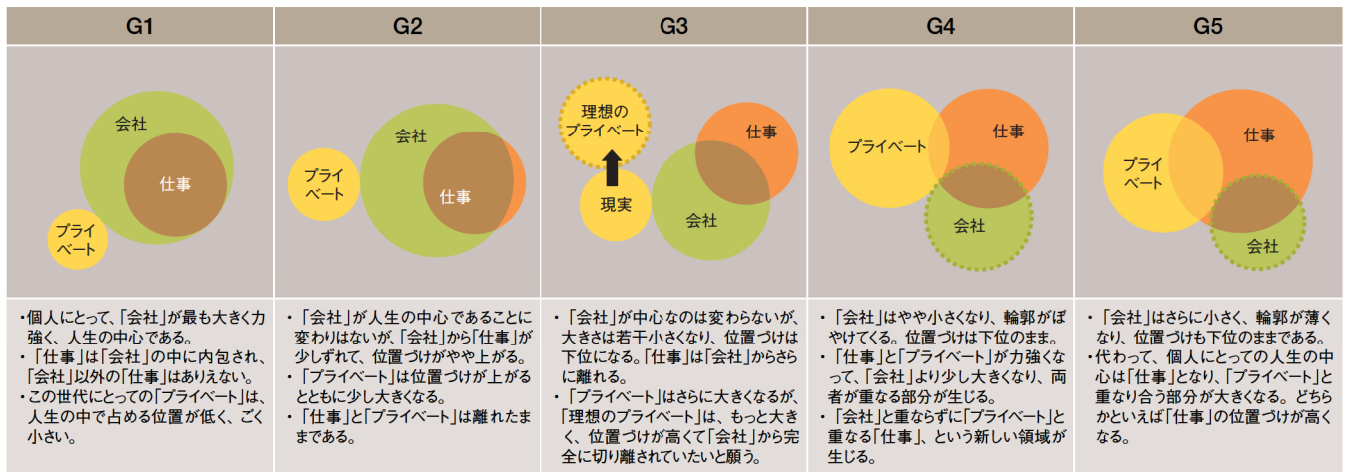 G1
G2
G3
G4
G5
会社
仕事
プライ
ベート
会社
仕事
プライ
ベート
理想の
プライベート
現実
仕事
会社
プライベート
仕事
会社
プライ
ベート
仕事
会社
・個人にとって、「会社」が最も大きく力
強く、人生の中心である。
・「仕事」は「会社」の中に内包され、
「会社」以外の「仕事」はありえない。
・この世代にとっての「プライベート」は、
人生の中で占める位置が低く、ごく
小さい。
・「会社」が人生の中心であることに
変わりはないが、「会社」から「仕事」が
少しずれて、位置づけがやや上がる。
・「プライベート」は位置づけが上がる
とともに少し大きくなる。
・「仕事」と「プライベート」は離れたま
まである。
・「会社」が中心なのは変わらないが、
大きさは若干小さくなり、位置づけは
下位になる。「仕事」は「会社」からさら
に離れる。
・「プライベート」はさらに大きくなるが、
「理想のプライベート」は、もっと大き
く、位置づけが高くて「会社」から完
全に切り離されていたいと願う。
・「会社」はやや小さくなり、輪郭がぼ
やけてくる。位置づけは下位のまま。
・「仕事」と「プライベート」が力強くな
って、「会社」より少し大きくなり、両
者が重なる部分が生じる。
・「会社」と重ならずに「プライベート」と
重なる「仕事」、という新しい領域が
生じる。
・「会社」はさらに小さく、輪郭が薄く
なり、位置づけも下位のままである。
・代わって、個人にとっての人生の中
心は「仕事」となり、「プライベート」と
重なり合う部分が大きくなる。どちら
かといえば「仕事」の位置づけが高く
なる。